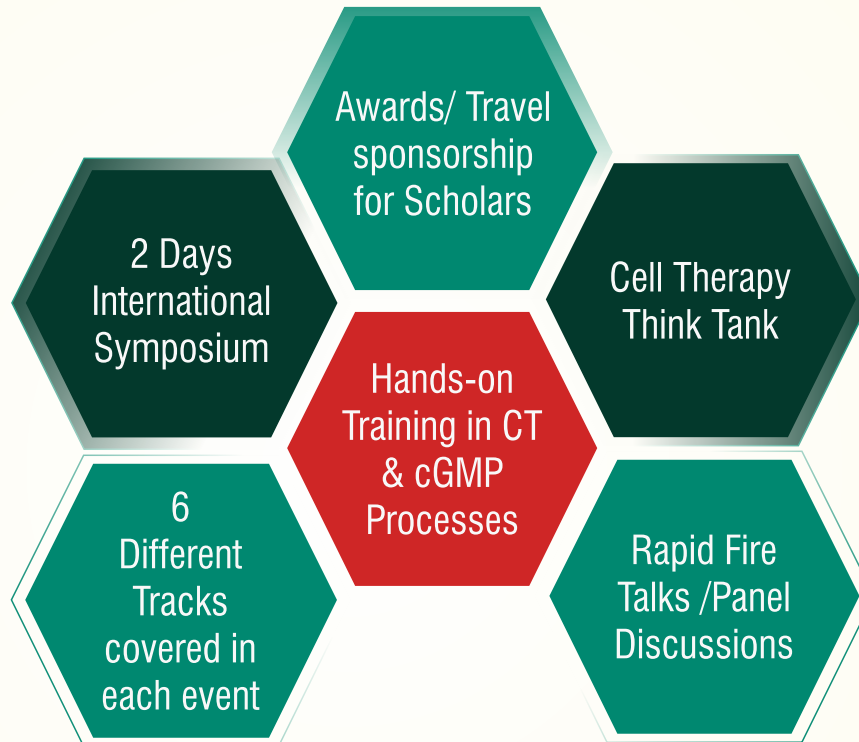 Awards/ Travel
sponsorship
for Scholars
2 Days
International
Symposium
Cell Therapy
Think Tank
Hands-on
Training in CT
& cGMP
Processes
6
Different
Tracks
covered in
each event
Rapid Fire
Talks /Panel
Discussions